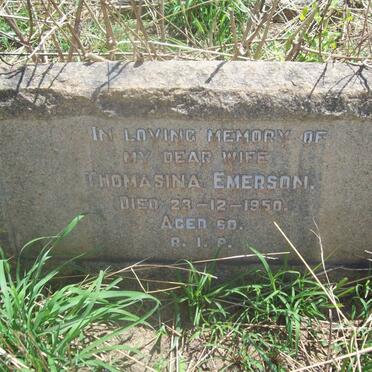 IN LOVING MEMORY OF
MY DEAR WIFE
THOMASINA EMERSON.
DIED 23-12-1950.
AGED 60.
R.I.P.